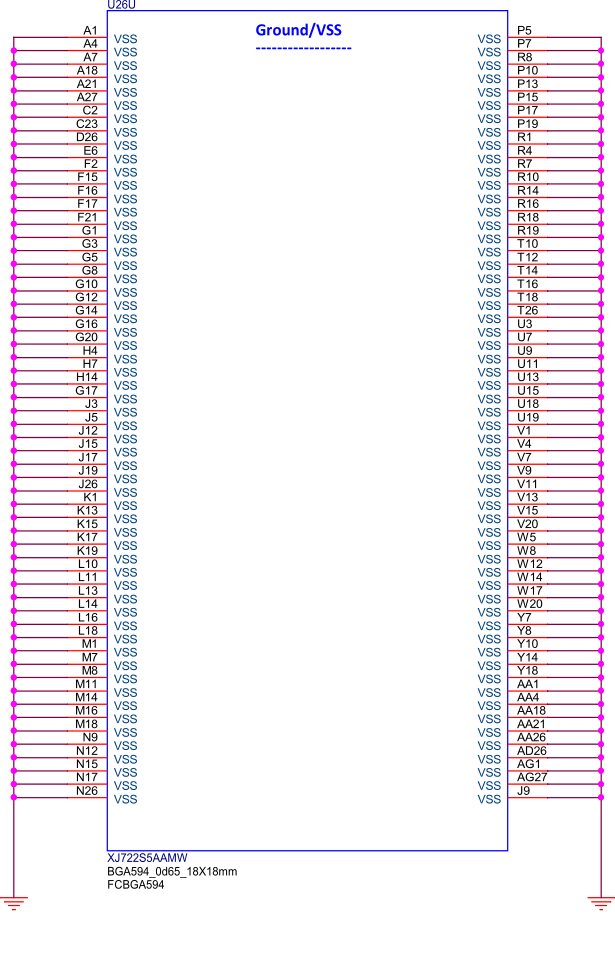 U26U
Ground/VSS
------------------
A1 VSS VSS P5
A4 VSS VSS P7
A7 VSS VSS R8
A18 VSS VSS P10
A21 VSS VSS P13
A27 VSS VSS P15
C2 VSS VSS P17
C23 VSS VSS P19
D26 VSS VSS R1
E6 VSS VSS R4
F2 VSS VSS R7
F15 VSS VSS R10
F16 VSS VSS R14
F17 VSS VSS R16
F21 VSS VSS R18
G1 VSS VSS R19
G3 VSS VSS T10
G5 VSS VSS T12
G8 VSS VSS T14
G10 VSS VSS T16
G12 VSS VSS T18
G14 VSS VSS T26
G16 VSS VSS U3
G20 VSS VSS U7
H4 VSS VSS U9
H7 VSS VSS U11
H14 VSS VSS U13
G17 VSS VSS U15
J3 VSS VSS U18
J5 VSS VSS U19
J12 VSS VSS V1
J15 VSS VSS V4
J17 VSS VSS V7
J19 VSS VSS V9
J26 VSS VSS V11
K1 VSS VSS V13
K13 VSS VSS V15
K15 VSS VSS V20
K17 VSS VSS W5
K19 VSS VSS W8
L10 VSS VSS W12
L11 VSS VSS W14
L13 VSS VSS W17
L14 VSS VSS W20
L16 VSS VSS Y7
L18 VSS VSS Y8
M1 VSS VSS Y10
M7 VSS VSS Y14
M8 VSS VSS Y18
M11 VSS VSS AA1
M14 VSS VSS AA4
M16 VSS VSS AA18
M18 VSS VSS AA21
N9 VSS VSS AA26
N12 VSS VSS AD26
N15 VSS VSS AG1
N17 VSS VSS AG27
N26 VSS VSS J9
XJ722S5AAMW
BGA594_0d65_18X18mm
FCBGA594